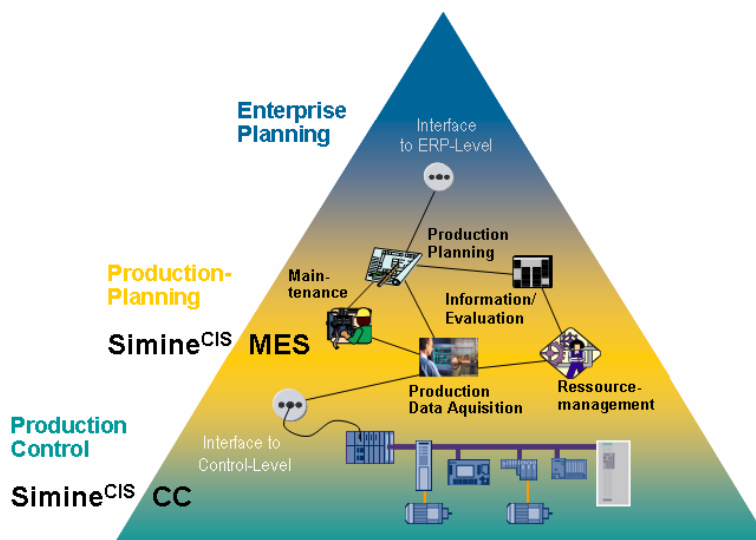 Enterprise
Planning
Interface
to ERP-Level
Production
Planning
Main-
tenance
Information/
Evaluation
Production-
Planning
Simine^CIS MES
Production
Data Aquisition
Ressource-
management
Production
Control
Interface to
Control-Level
Simine^CIS CC